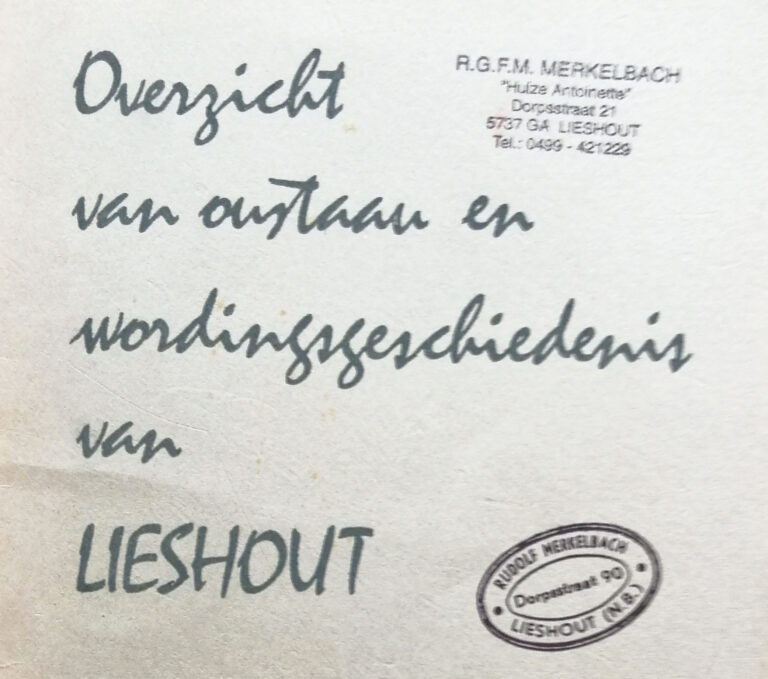 Overzicht
van oustaau en
wordingsgeschiedenis
van
LIESHOUT
R.G.F.M. MERKELBACH
"Huize Antoinette"
Dorpsstraat 21
5737 GA LIESHOUT
Tel.: 0499 - 421229
RUDOLF MERKELBACH
Dorpsstraat 90
LIESHOUT (N.B.)